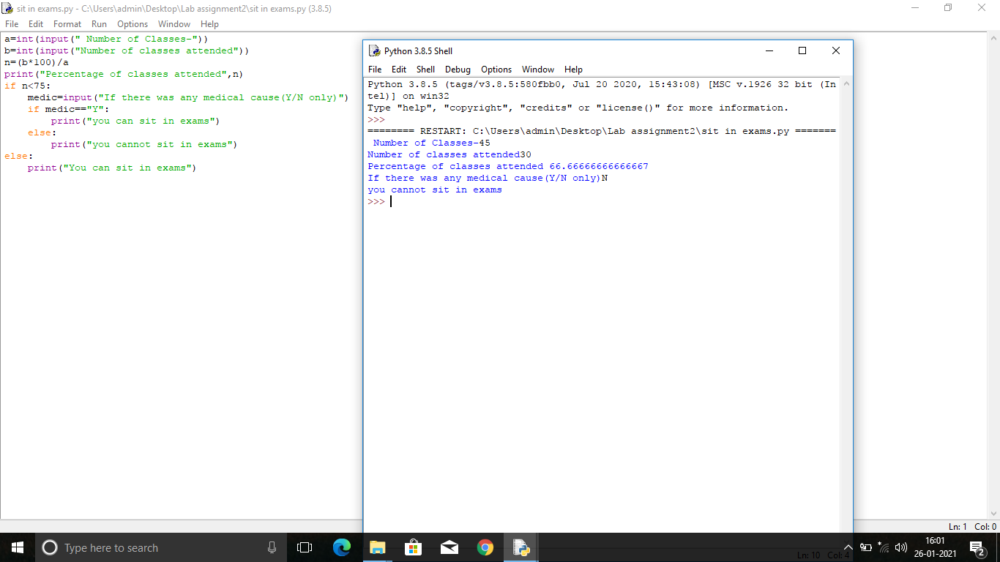 sit in exams.py - C:\Users\admin\Desktop\Lab assignment2\sit in exams.py (3.8.5)
File Edit Format Run Options Window Help
a=int(input(" Number of Classes-"))
b=int(input("Number of classes attended"))
n=(b*100)/a
print("Percentage of classes attended",n)
if n<75:
    medic=input("If there was any medical cause(Y/N only)")
    if medic=="Y":
        print("you can sit in exams")
    else:
        print("you cannot sit in exams")
else:
    print("You can sit in exams")
Python 3.8.5 Shell
File Edit Shell Debug Options Window Help
Python 3.8.5 (tags/v3.8.5:580fbb0, Jul 20 2020, 15:43:08) [MSC v.1926 32 bit (In
tel)] on win32
Type "help", "copyright", "credits" or "license()" for more information.
>>>
======== RESTART: C:\Users\admin\Desktop\Lab assignment2\sit in exams.py =======
 Number of Classes-45
Number of classes attended30
Percentage of classes attended 66.66666666666667
If there was any medical cause(Y/N only)N
you cannot sit in exams
>>>
Ln: 1 Col: 0
Ln: 10 Col: 4
Type here to search
16:01
26-01-2021
2